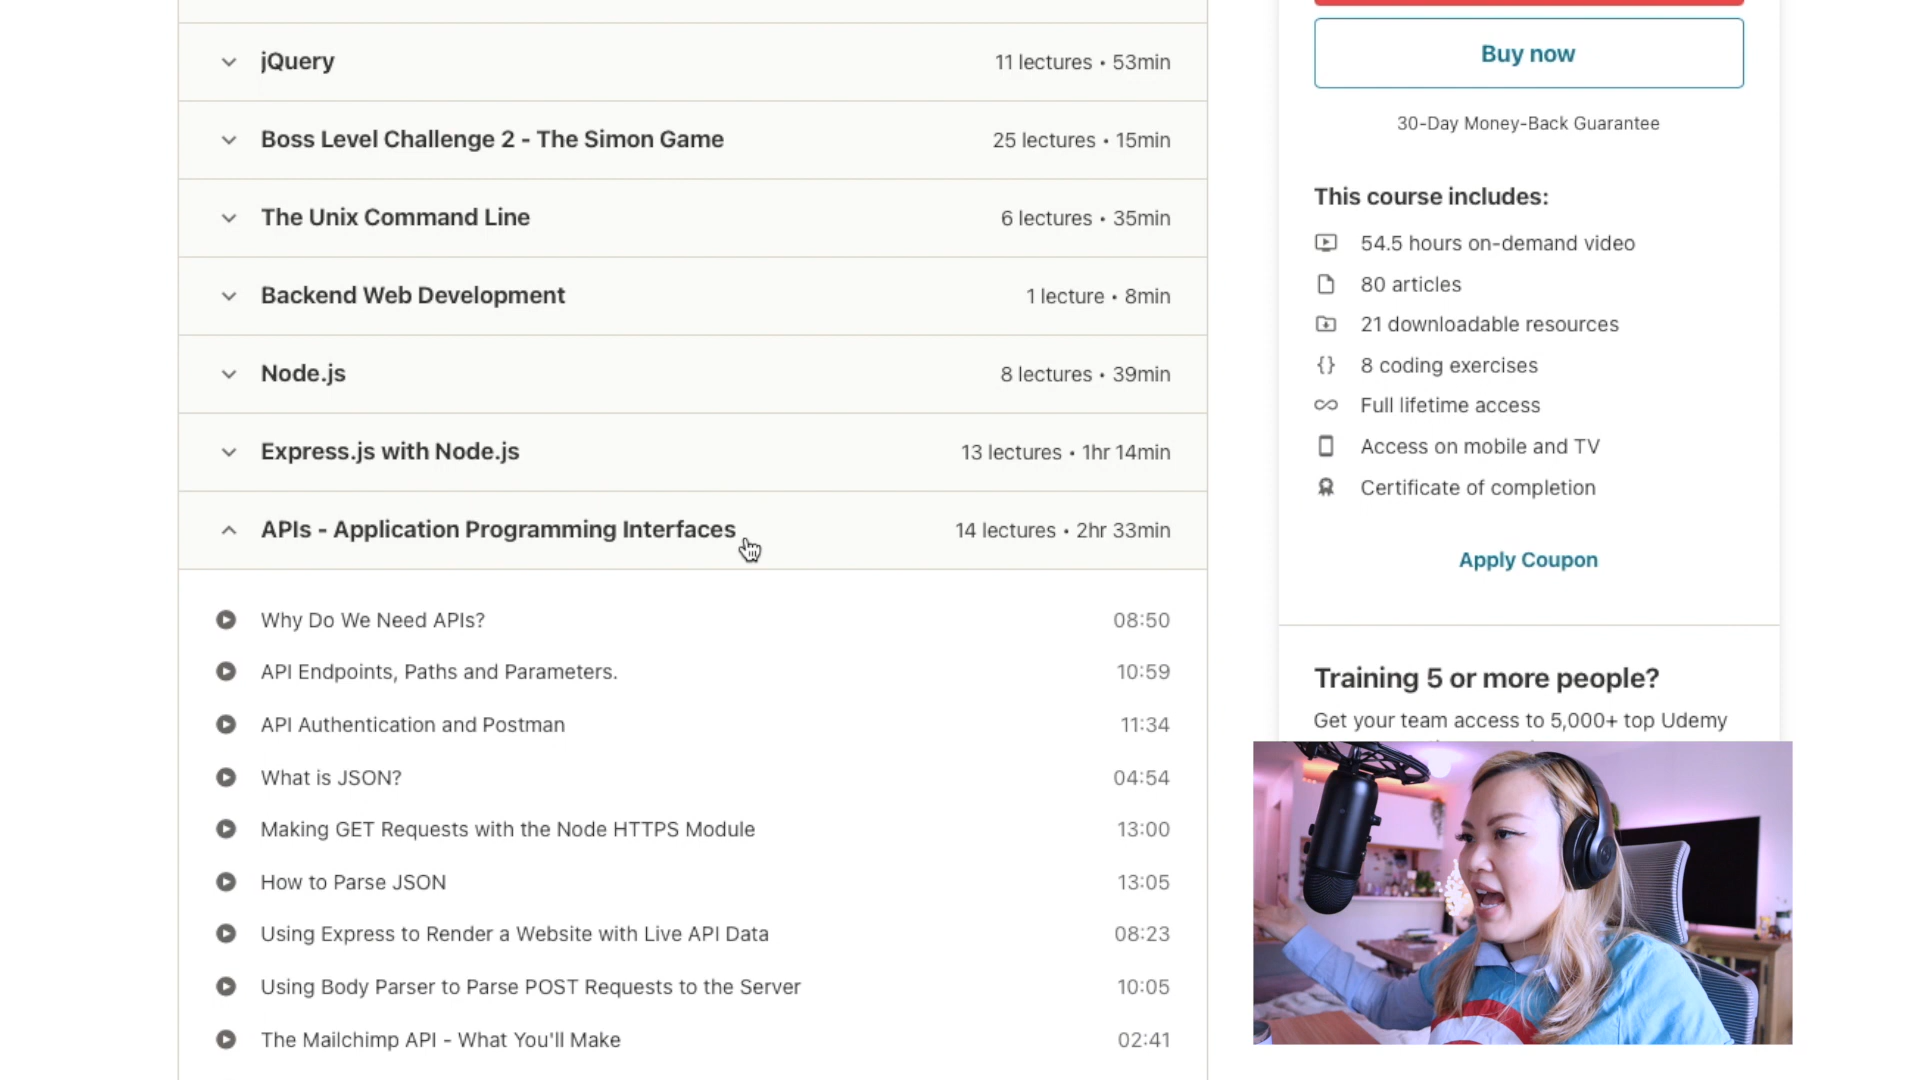 jQuery 11 lectures • 53min
Boss Level Challenge 2 - The Simon Game 25 lectures • 15min
The Unix Command Line 6 lectures • 35min
Backend Web Development 1 lecture • 8min
Node.js 8 lectures • 39min
Express.js with Node.js 13 lectures • 1hr 14min
APIs - Application Programming Interfaces 14 lectures • 2hr 33min
Why Do We Need APIs? 08:50
API Endpoints, Paths and Parameters. 10:59
API Authentication and Postman 11:34
What is JSON? 04:54
Making GET Requests with the Node HTTPS Module 13:00
How to Parse JSON 13:05
Using Express to Render a Website with Live API Data 08:23
Using Body Parser to Parse POST Requests to the Server 10:05
The Mailchimp API - What You'll Make 02:41
Buy now
30-Day Money-Back Guarantee
This course includes:
54.5 hours on-demand video
80 articles
21 downloadable resources
8 coding exercises
Full lifetime access
Access on mobile and TV
Certificate of completion
Apply Coupon
Training 5 or more people?
Get your team access to 5,000+ top Udemy